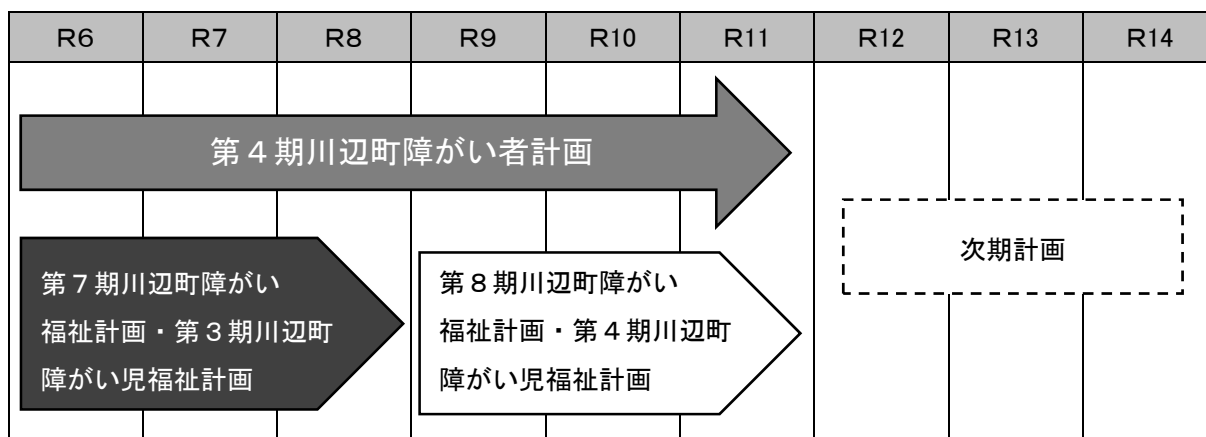 R6 R7 R8 R9 R10 R11 R12 R13 R14
第４期川辺町障がい者計画
次期計画
第７期川辺町障がい
福祉計画・第３期川辺町
障がい児福祉計画
第８期川辺町障がい
福祉計画・第４期川辺町
障がい児福祉計画